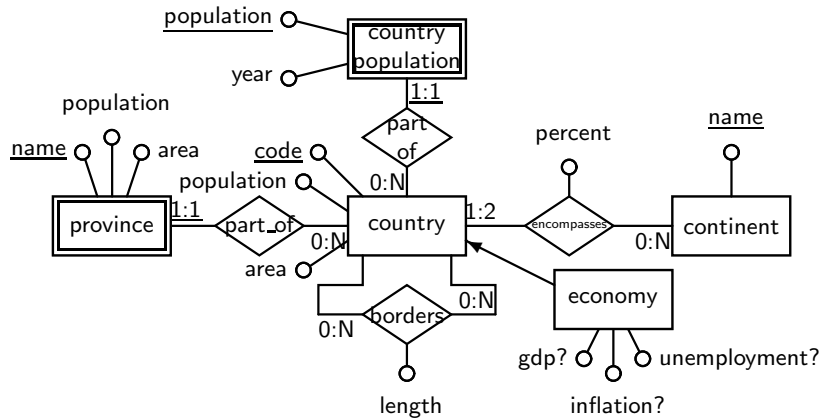 population
country
population
year
1:1
population
part
of
percent
name
name
area
code
population
0:N
province
1:1
part_of
0:N
country
1:2
encompasses
0:N
continent
area
economy
0:N
borders
0:N
gdp?
unemployment?
length
inflation?